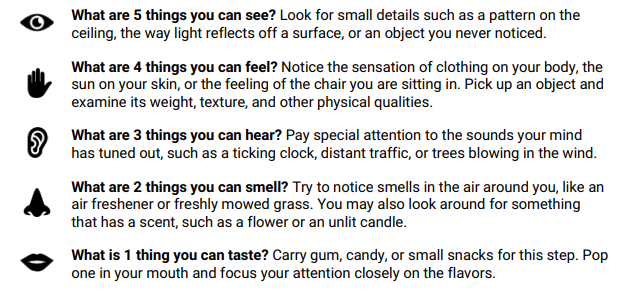 What are 5 things you can see? Look for small details such as a pattern on the
ceiling, the way light reflects off a surface, or an object you never noticed.
What are 4 things you can feel? Notice the sensation of clothing on your body, the
sun on your skin, or the feeling of the chair you are sitting in. Pick up an object and
examine its weight, texture, and other physical qualities.
What are 3 things you can hear? Pay special attention to the sounds your mind
has tuned out, such as a ticking clock, distant traffic, or trees blowing in the wind.
What are 2 things you can smell? Try to notice smells in the air around you, like an
air freshener or freshly mowed grass. You may also look around for something
that has a scent, such as a flower or an unlit candle.
What is 1 thing you can taste? Carry gum, candy, or small snacks for this step. Pop
one in your mouth and focus your attention closely on the flavors.